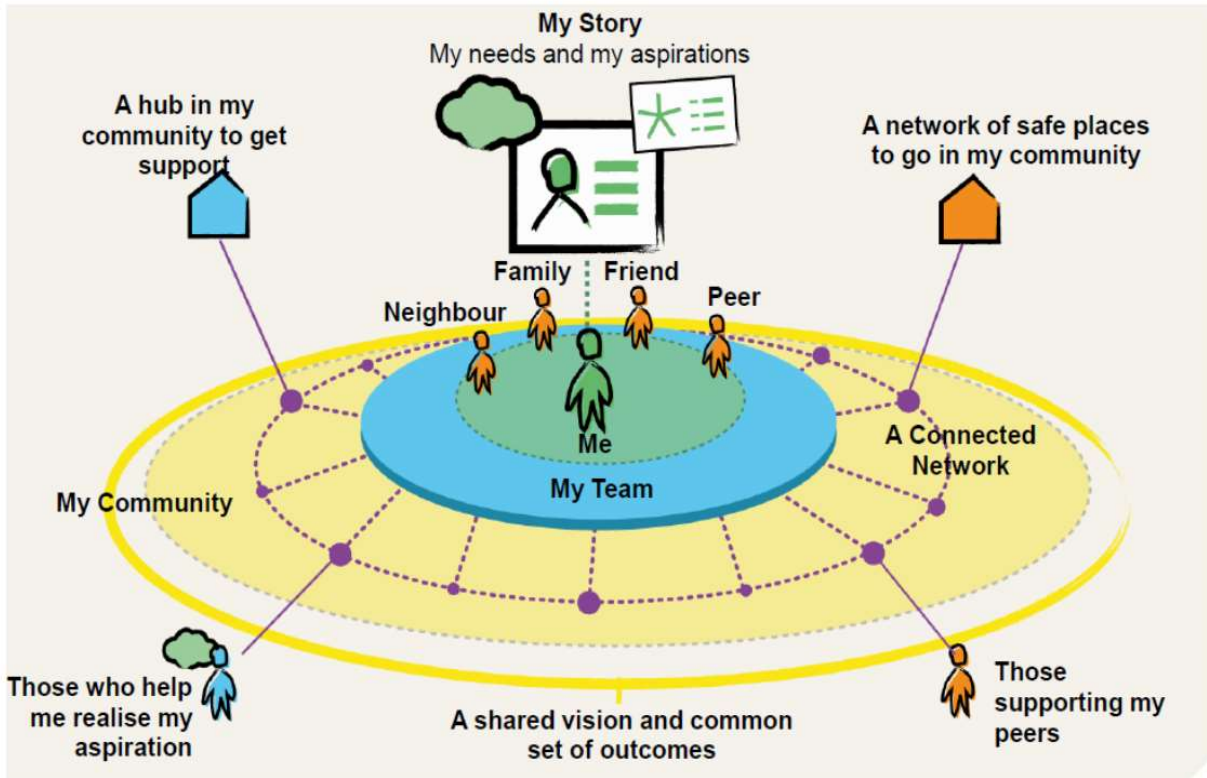 My Story
My needs and my aspirations
A hub in my
community to get
support
A network of safe places
to go in my community
Family
Friend
Neighbour
Peer
Me
My Team
A Connected
Network
My Community
Those who help
me realise my
aspiration
A shared vision and common
set of outcomes
Those
supporting my
peers